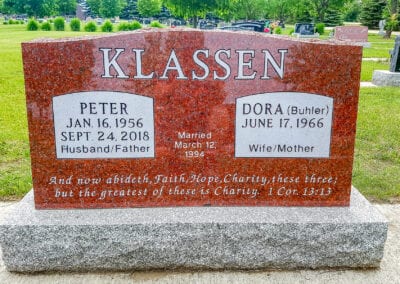 KLASSEN
PETER
JAN. 16, 1956
SEPT. 24, 2018
Husband/Father
Married
March 12,
1994
DORA (Buhler)
JUNE 17, 1966
Wife/Mother
And now abideth, Faith, Hope, Charity, these three;
but the greatest of these is Charity. 1 Cor. 13:13